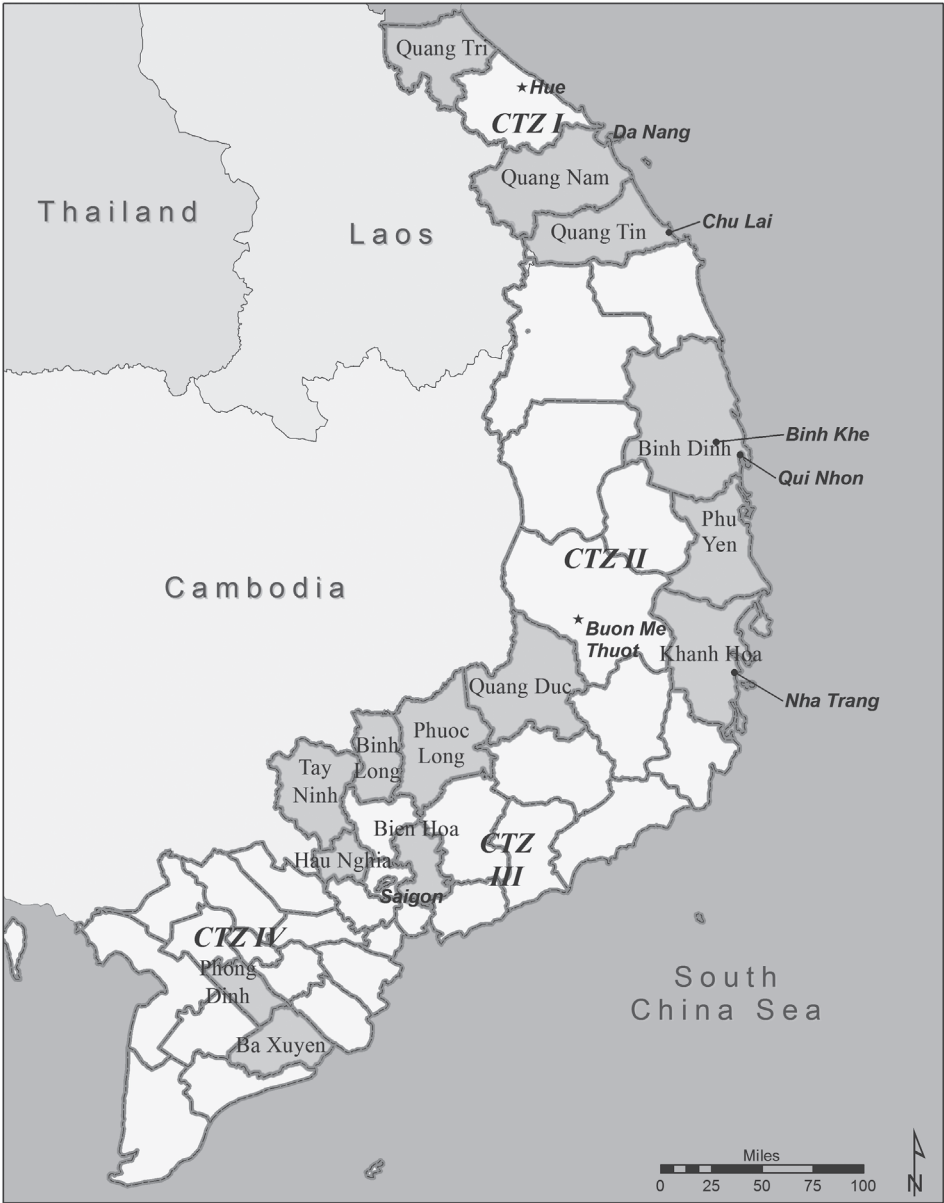 Quang Tri
Hue
CTZ I
Da Nang
Quang Nam
Thailand
Chu Lai
Laos
Quang Tin
Binh Khe
Binh Dinh
Qui Nhon
Phu
Yen
CTZ II
Cambodia
Buon Me
Thuot
Khanh Hoa
Quang Duc
Nha Trang
Phuoc
Long
Binh
Long
Tay
Ninh
Bien Hoa
CTZ
III
Hau Nghia
Saigon
CTZ IV
Phong
Dinh
South
China Sea
Ba Xuyen
Miles
0 25 50 75 100
N